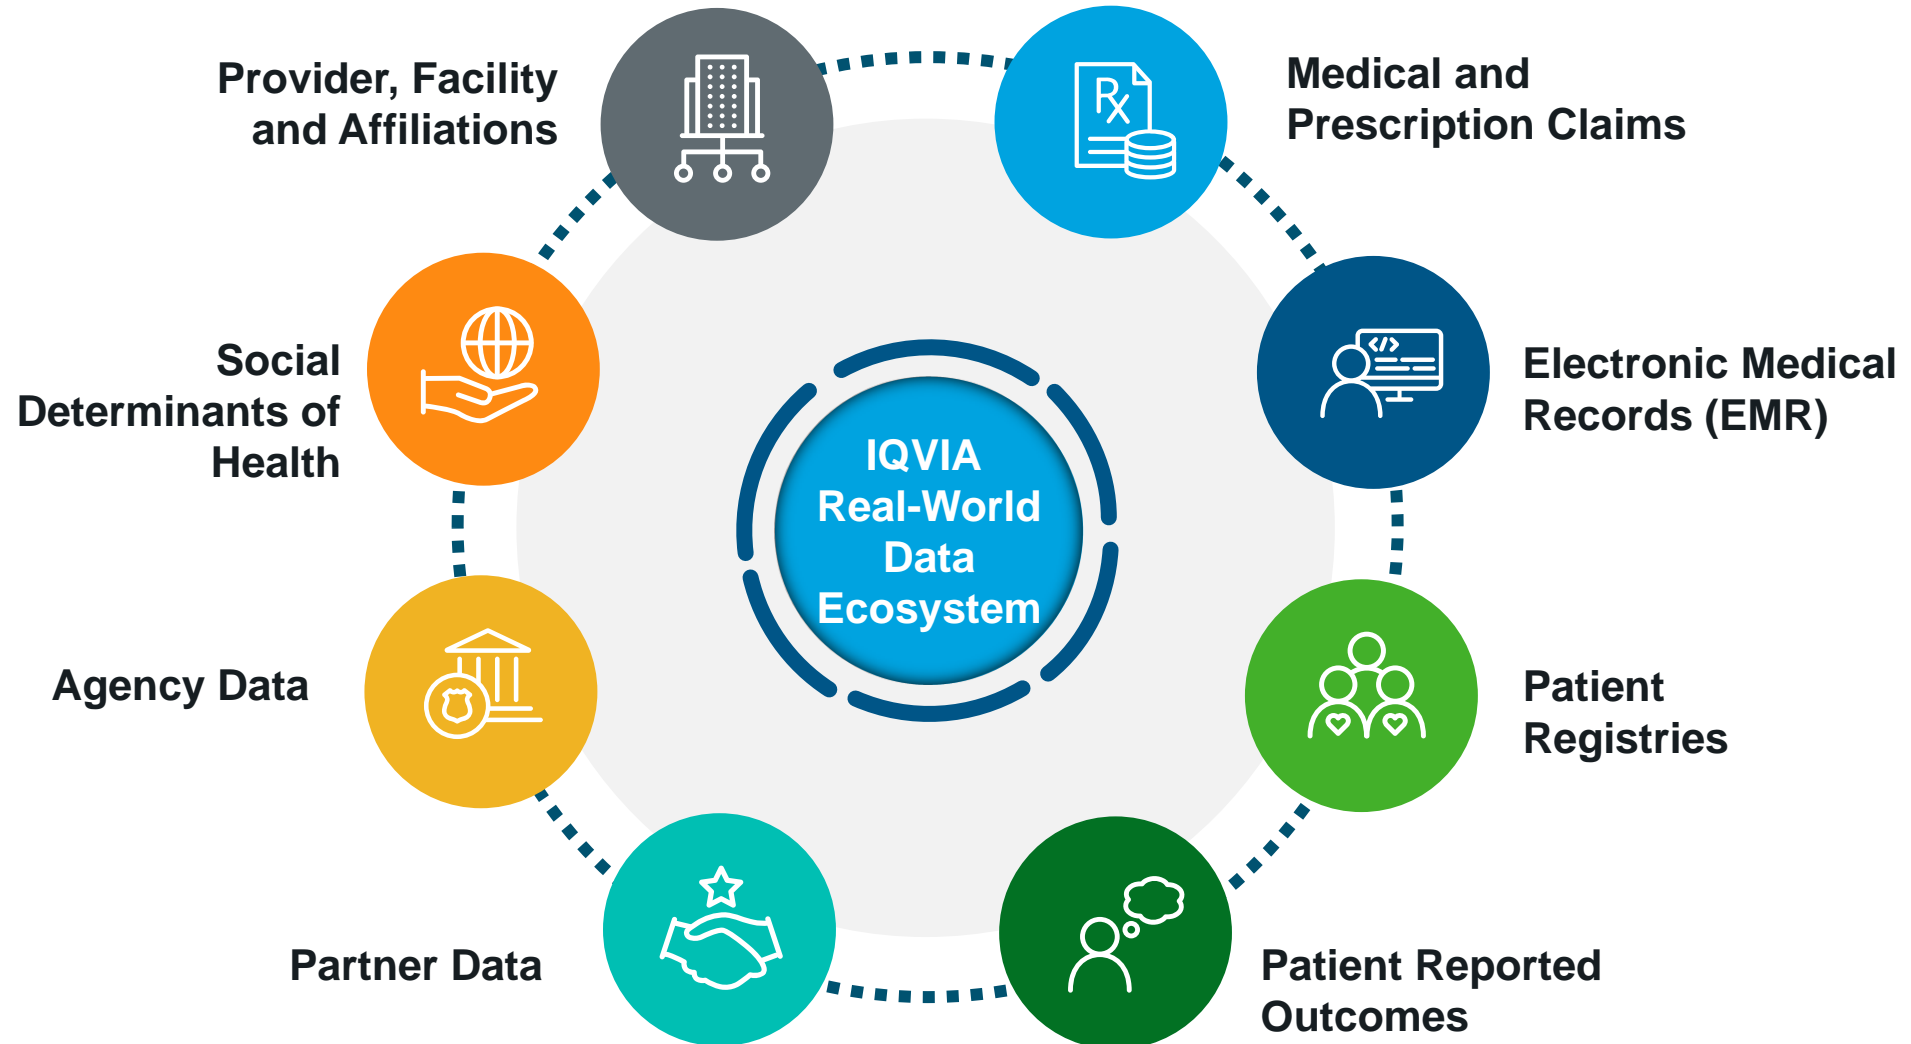 Provider, Facility
and Affiliations
Medical and
Prescription Claims
Rx
Social
Determinants of
Health
Electronic Medical
Records (EMR)
</>
IQVIA
Real-World
Data
Ecosystem
Agency Data
Patient
Registries
Partner Data
Patient Reported
Outcomes